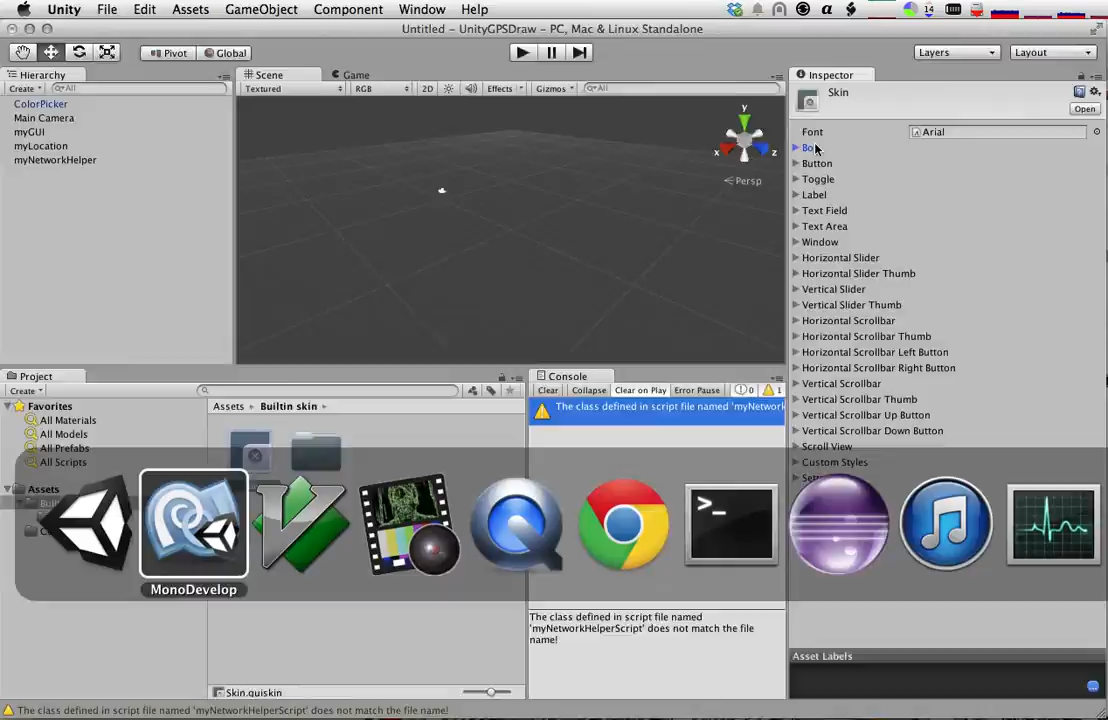 Unity File Edit Assets GameObject Component Window Help 14
Untitled - UnityGPSDraw - PC, Mac & Linux Standalone
Pivot Global Layers Layout
Hierarchy Scene Game Inspector
Create All Textured RGB 2D Effects Gizmos All
Skin
Open
ColorPicker
Main Camera
myGUI
myLocation
myNetworkHelper
y
x z
Persp
Font Arial
Button
Toggle
Label
Text Field
Text Area
Window
Horizontal Slider
Horizontal Slider Thumb
Vertical Slider
Vertical Slider Thumb
Horizontal Scrollbar
Horizontal Scrollbar Thumb
Horizontal Scrollbar Left Button
Horizontal Scrollbar Right Button
Vertical Scrollbar
Vertical Scrollbar Thumb
Vertical Scrollbar Up Button
Vertical Scrollbar Down Button
Scroll View
Custom Styles
Project Console
Create Clear Collapse Clear on Play Error Pause 0 1
Favorites
All Materials
All Models
All Prefabs
All Scripts
Assets
Assets Builtin skin
The class defined in script file named 'myNetwork
>_
MonoDevelop
The class defined in script file named
'myNetworkHelperScript' does not match the file
name!
Skin.guiskin
Asset Labels
The class defined in script file named 'myNetworkHelperScript' does not match the file name!